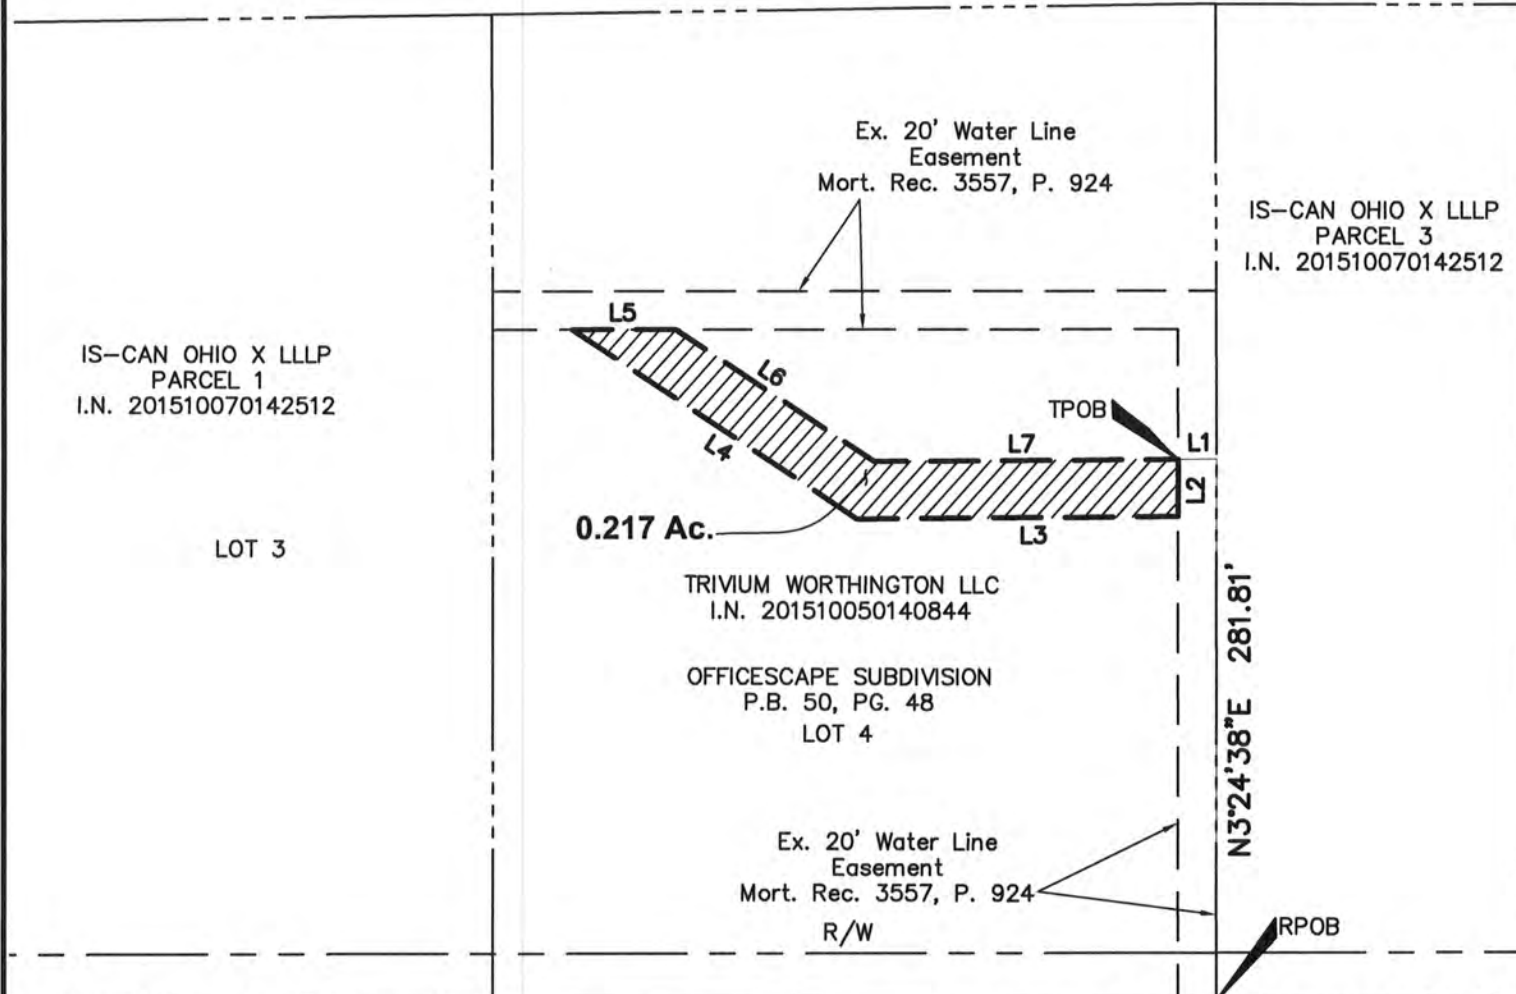 Ex. 20' Water Line
Easement
Mort. Rec. 3557, P. 924
IS-CAN OHIO X LLLP
PARCEL 3
I.N. 201510070142512
L5
IS-CAN OHIO X LLLP
PARCEL 1
I.N. 201510070142512
L6
TPOB
L4
L7
L1
L2
0.217 Ac.
L3
LOT 3
TRIVIUM WORTHINGTON LLC
I.N. 201510050140844
OFFICESCAPE SUBDIVISION
P.B. 50, PG. 48
LOT 4
N3°24'38"E 281.81'
Ex. 20' Water Line
Easement
Mort. Rec. 3557, P. 924
R/W
RPOB